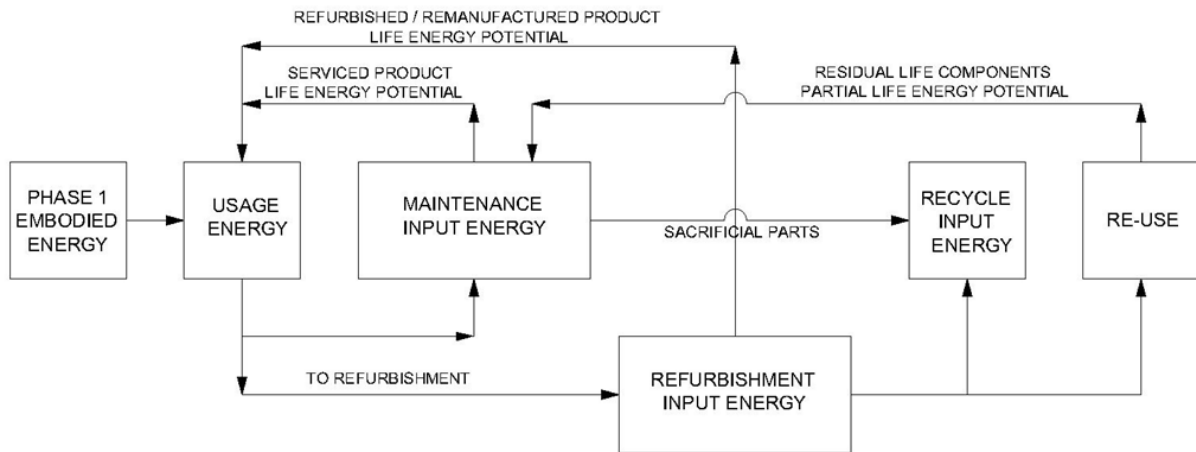 REFURBISHED / REMANUFACTURED PRODUCT
LIFE ENERGY POTENTIAL
SERVICED PRODUCT
LIFE ENERGY POTENTIAL
RESIDUAL LIFE COMPONENTS
PARTIAL LIFE ENERGY POTENTIAL
PHASE 1
EMBODIED
ENERGY
USAGE
ENERGY
MAINTENANCE
INPUT ENERGY
SACRIFICIAL PARTS
RECYCLE
INPUT
ENERGY
RE-USE
TO REFURBISHMENT
REFURBISHMENT
INPUT ENERGY